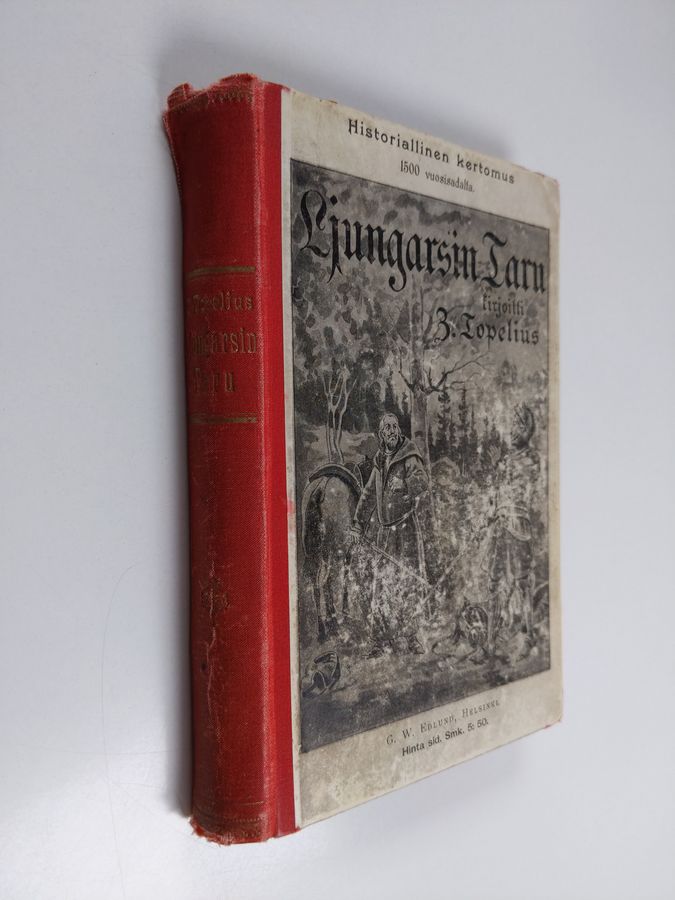 Historiallinen kertomus
1500 vuosisadalta.
Ljungarsin Taru
kirjoitti
Z. Topelius
G. W. Edlund, Helsinki.
Hinta sid. Smk. 5: 50.
Topelius
Ljungarsin
Taru